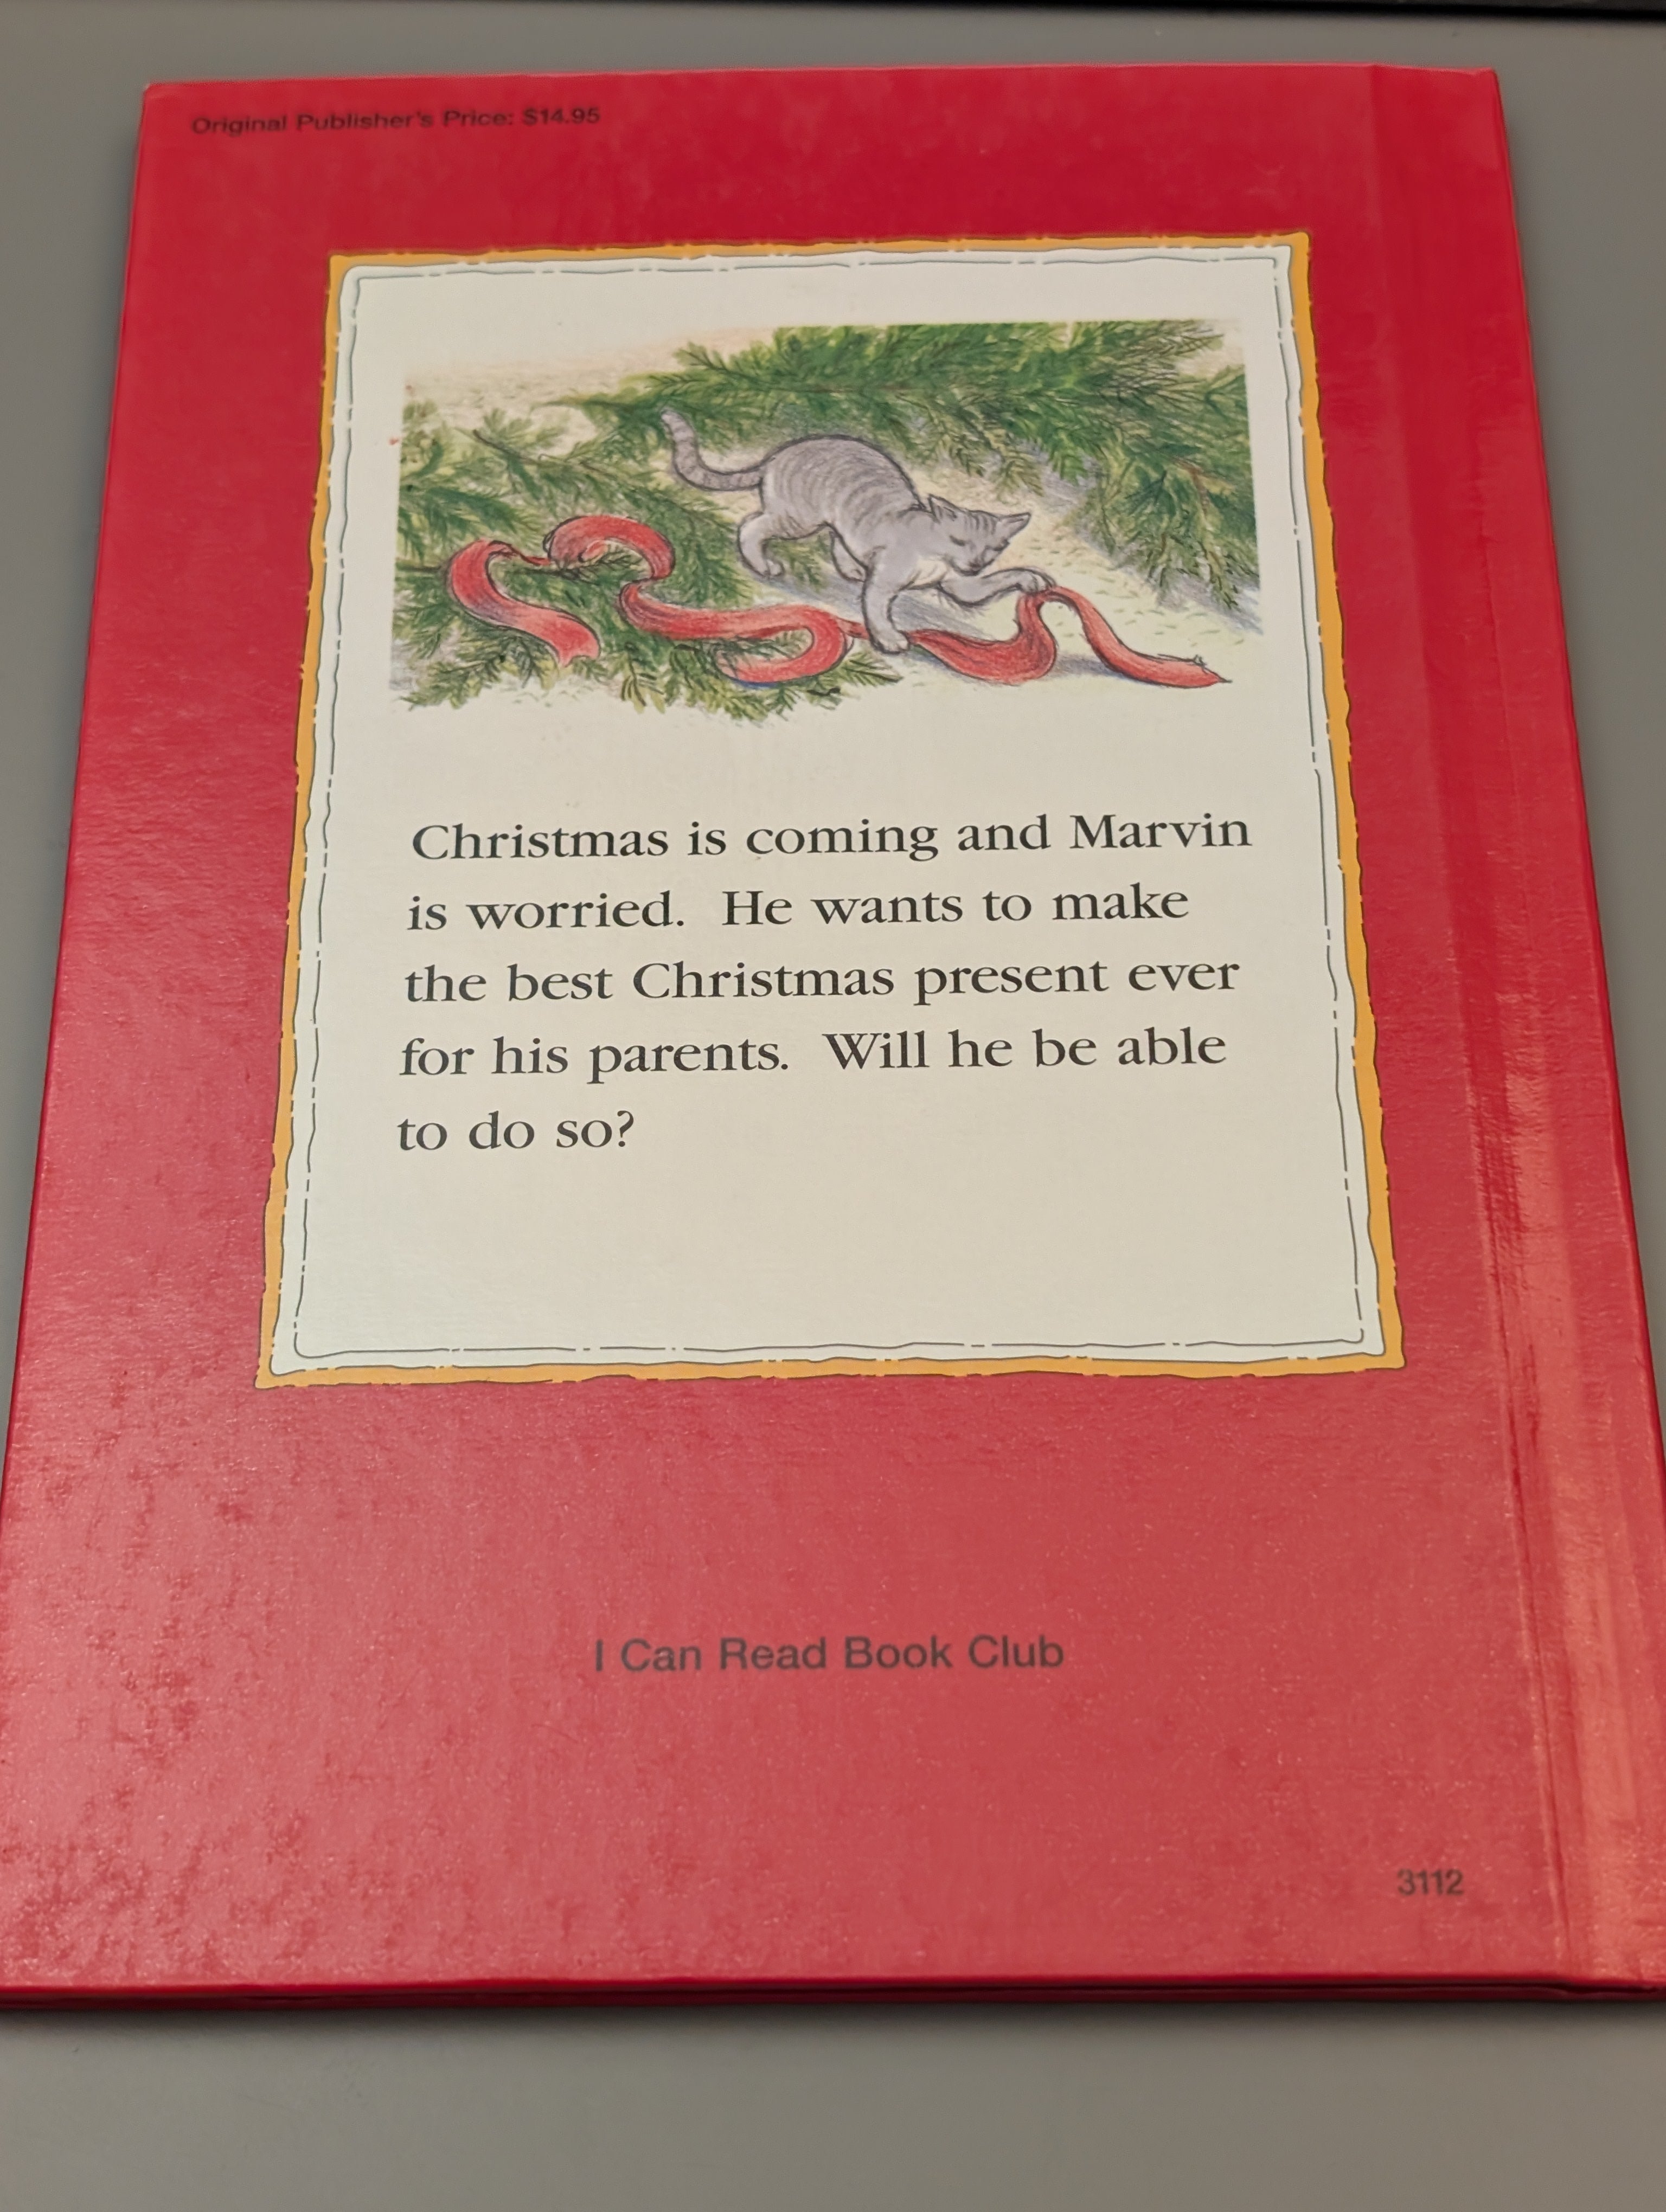 Original Publisher's Price: $14.95
Christmas is coming and Marvin
is worried. He wants to make
the best Christmas present ever
for his parents. Will he be able
to do so?
I Can Read Book Club
3112